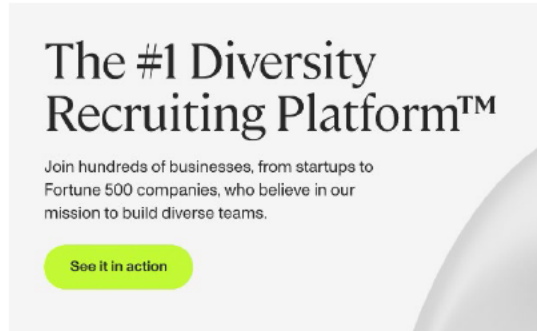 The #1 Diversity
Recruiting Platform™
Join hundreds of businesses, from startups to
Fortune 500 companies, who believe in our
mission to build diverse teams.
See it in action